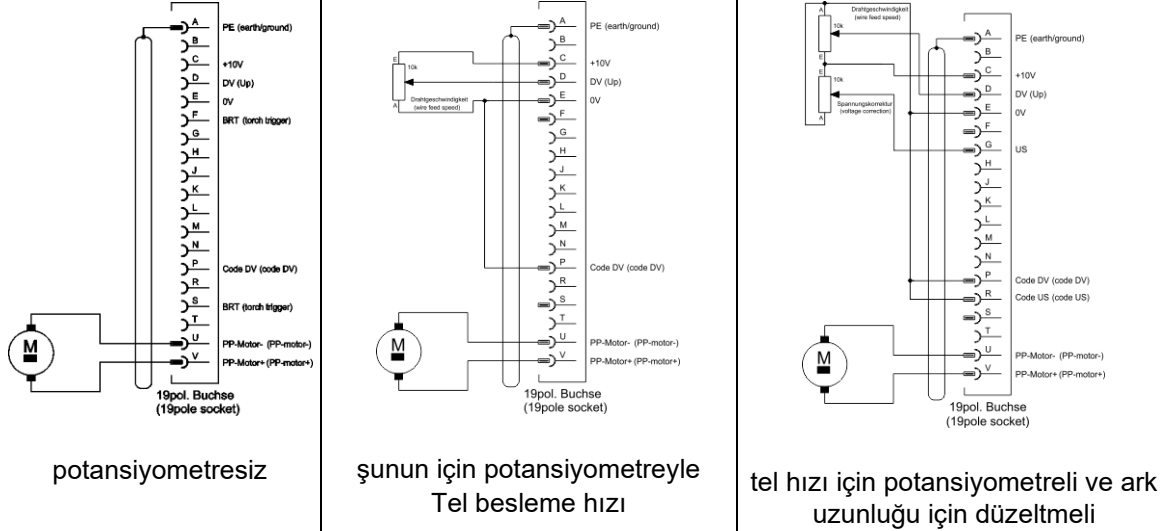 A
PE (earth/ground)
B
C
+10V
D
DV (Up)
E
0V
F
BRT (torch trigger)
G
H
J
K
L
M
N
P
Code DV (code DV)
R
S
BRT (torch trigger)
T
U
PP-Motor- (PP-motor-)
V
PP-Motor+ (PP-motor+)
M
19pol. Buchse
(19pole socket)
potansiyometresiz
A
PE (earth/ground)
B
E
10k
A
Drahtgeschwindigkeit
(wire feed speed)
C
+10V
D
DV (Up)
E
0V
F
G
H
J
K
L
M
N
P
Code DV (code DV)
R
S
T
U
PP-Motor- (PP-motor-)
V
PP-Motor+ (PP-motor+)
M
19pol. Buchse
(19pole socket)
şunun için potansiyometreyle
Tel besleme hızı
A
Drahtgeschwindigkeit
(wire feed speed)
10k
E
E
10k
Spannungskorrektur
(voltage correction)
A
A
PE (earth/ground)
B
C
+10V
D
DV (Up)
E
0V
F
G
US
H
J
K
L
M
N
P
Code DV (code DV)
R
Code US (code US)
S
T
U
PP-Motor- (PP-motor-)
V
PP-Motor+ (PP-motor+)
M
19pol. Buchse
(19pole socket)
tel hızı için potansiyometreli ve ark
uzunluğu için düzeltmeli